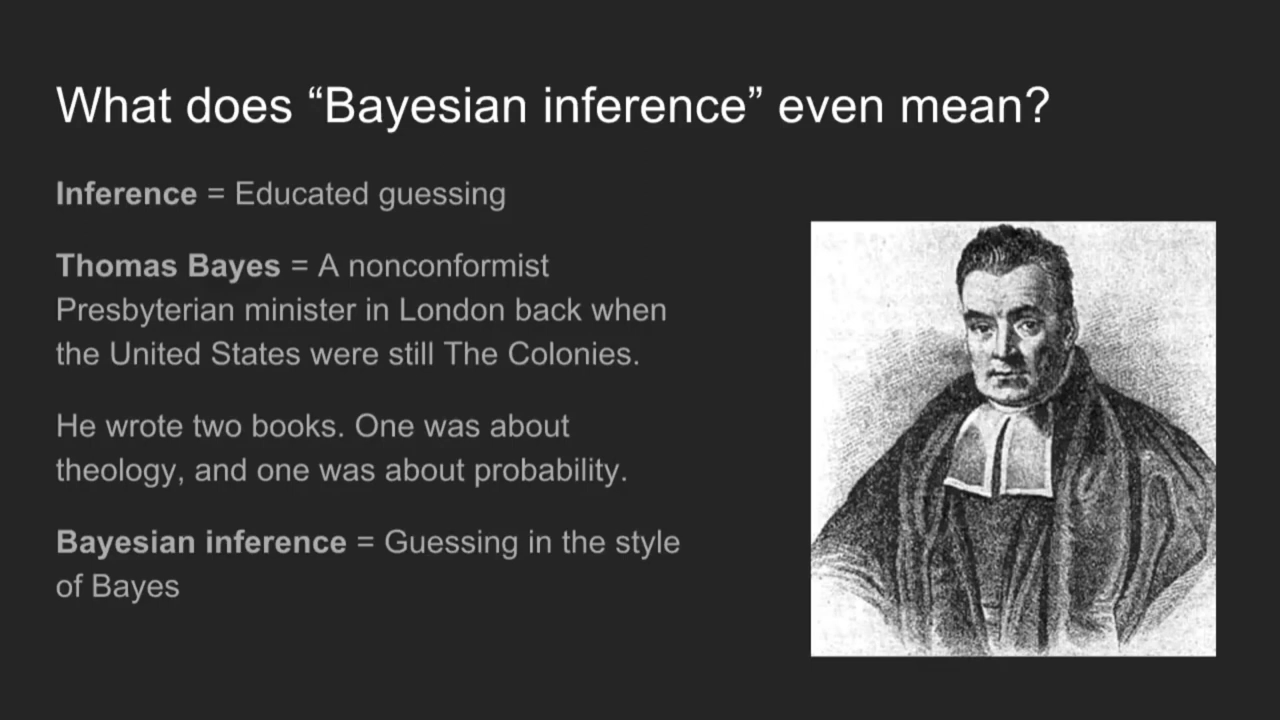 What does “Bayesian inference” even mean?
Inference = Educated guessing
Thomas Bayes = A nonconformist
Presbyterian minister in London back when
the United States were still The Colonies.
He wrote two books. One was about
theology, and one was about probability.
Bayesian inference = Guessing in the style
of Bayes